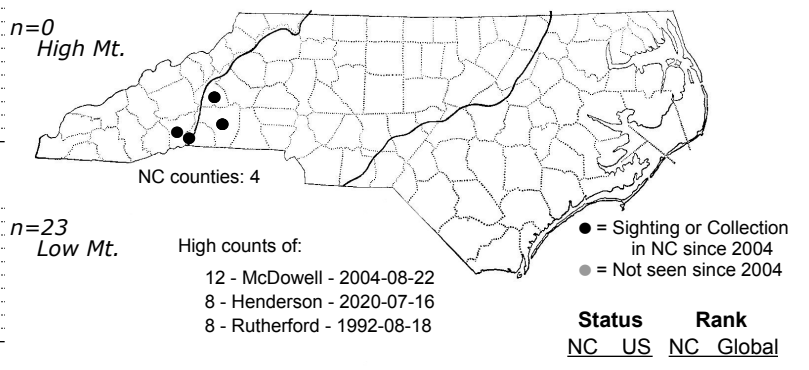 n=0
High Mt.
NC counties: 4
n=23
Low Mt.
High counts of:
12 - McDowell - 2004-08-22
8 - Henderson - 2020-07-16
8 - Rutherford - 1992-08-18
● = Sighting or Collection
in NC since 2004
● = Not seen since 2004
Status Rank
NC US NC Global